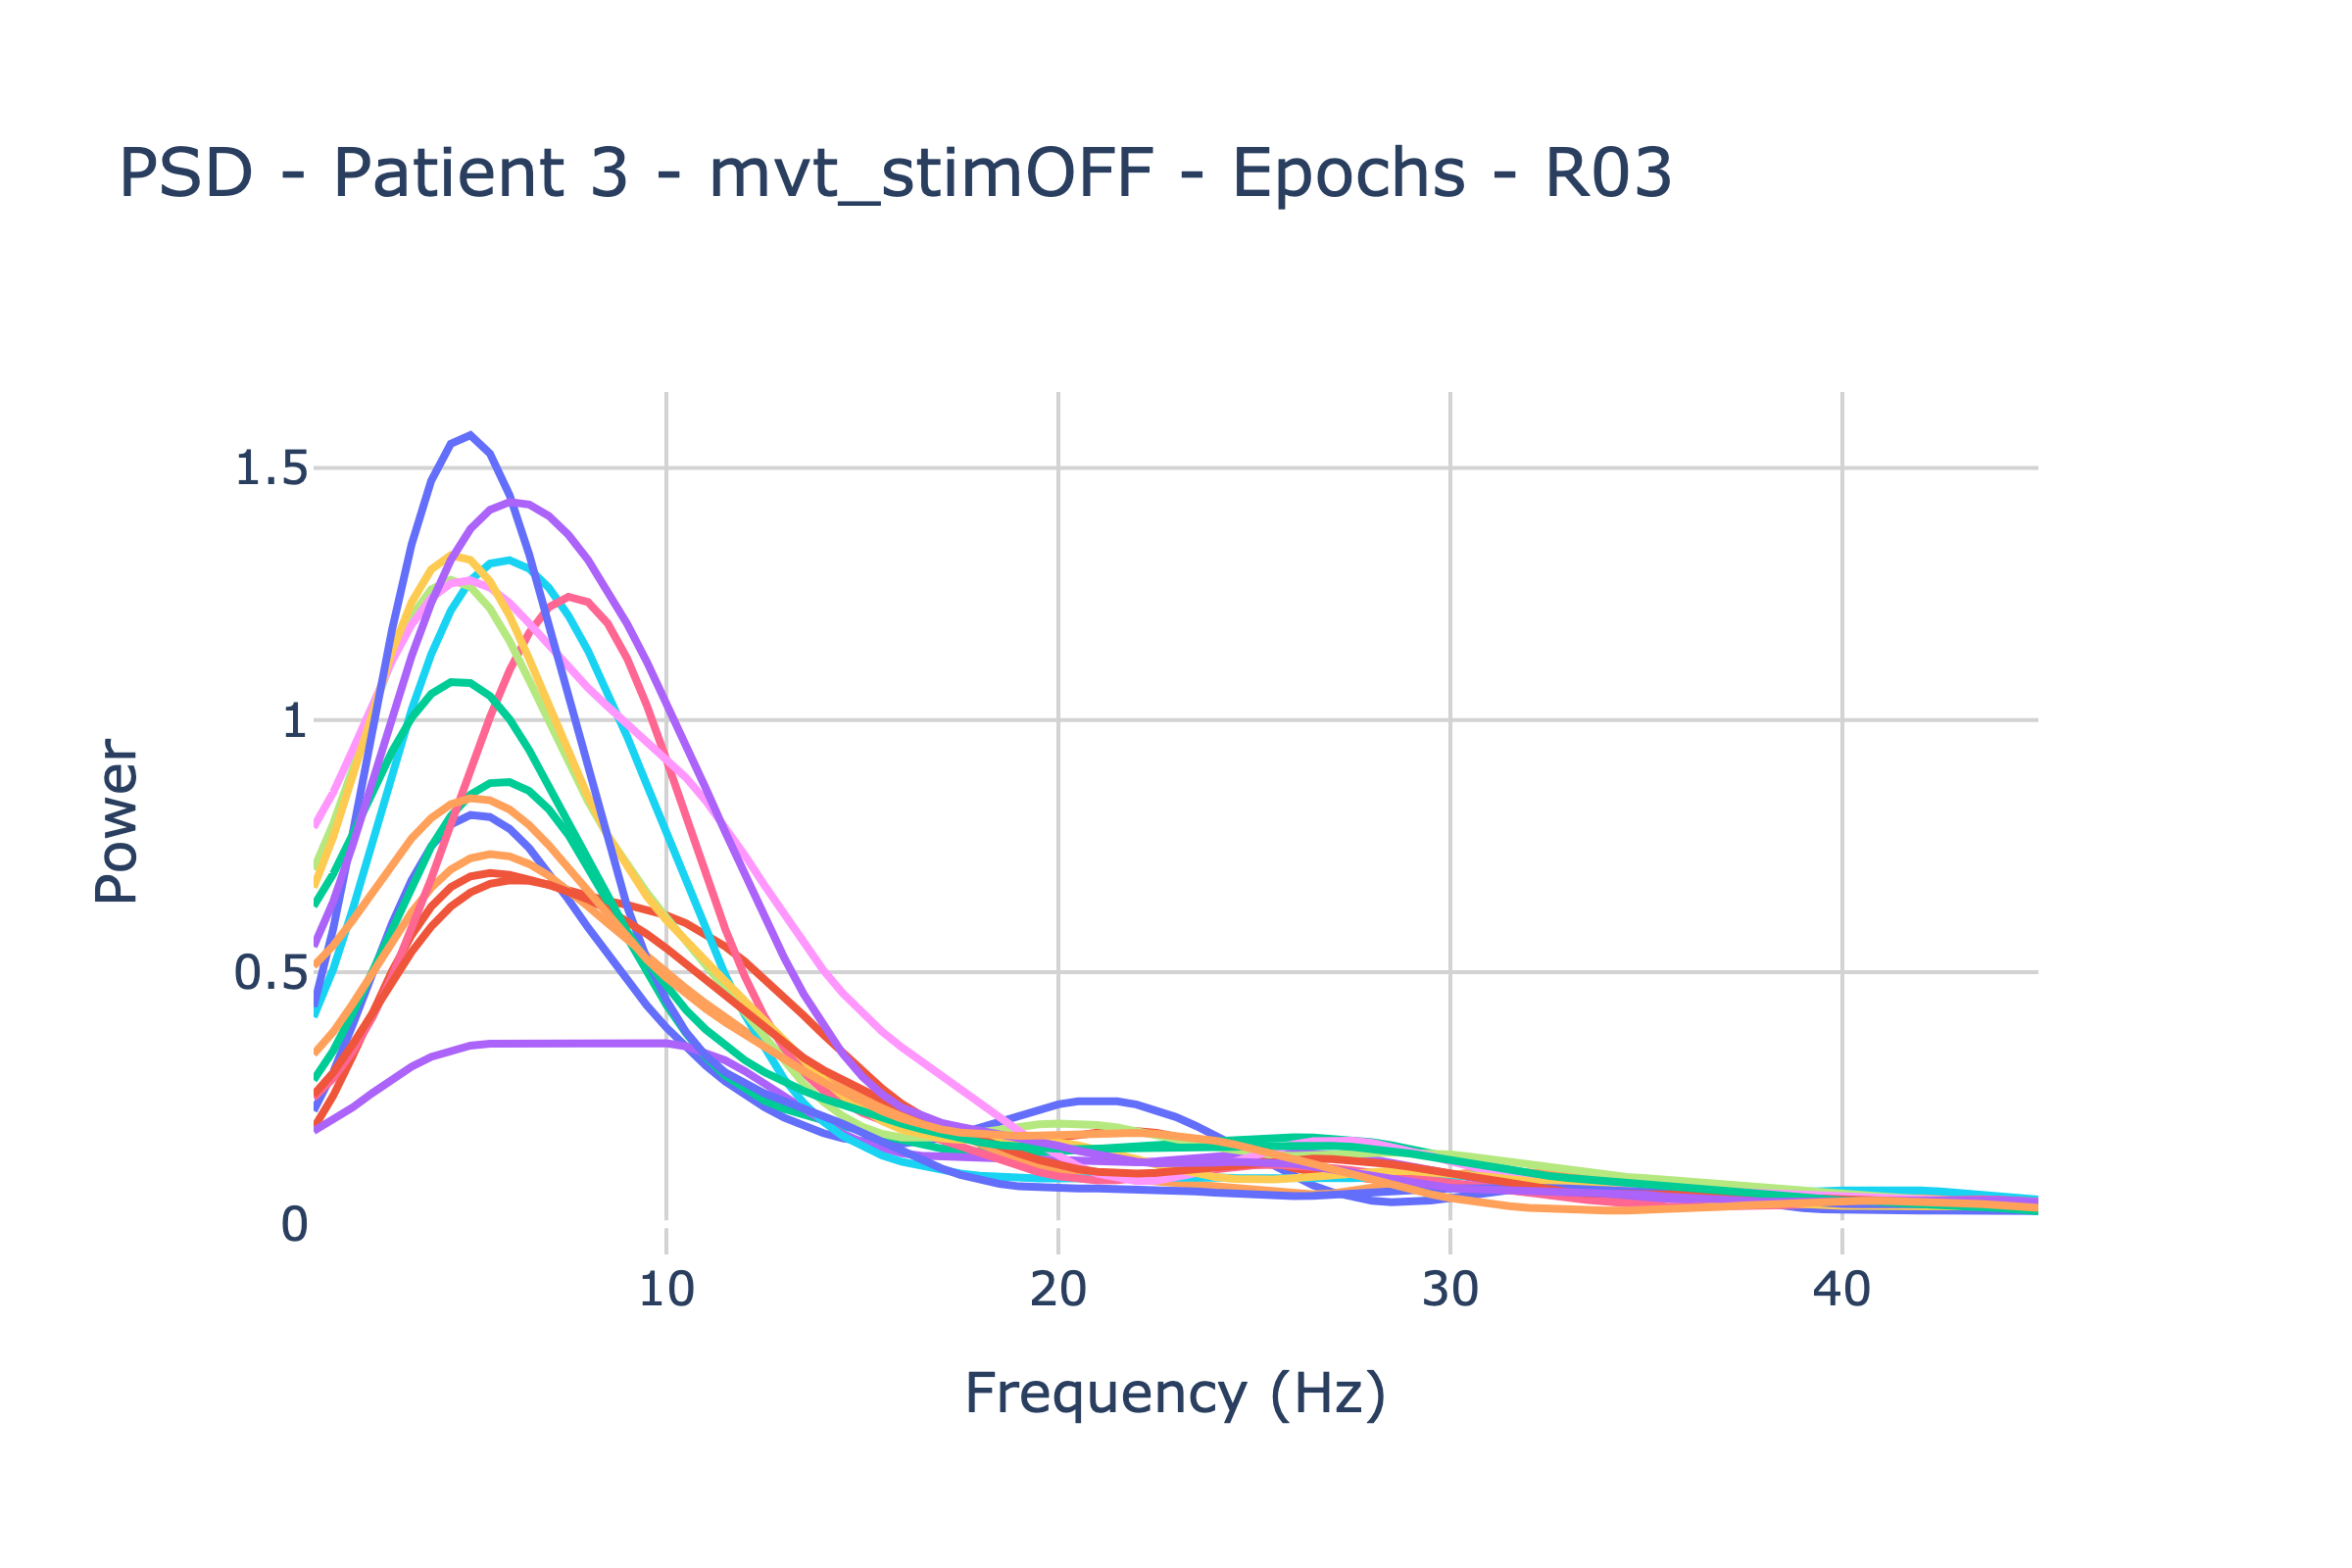 PSD - Patient 3 - mvt_stimOFF - Epochs - R03
1.5
1
0.5
0
Power
10 20 30 40
Frequency (Hz)